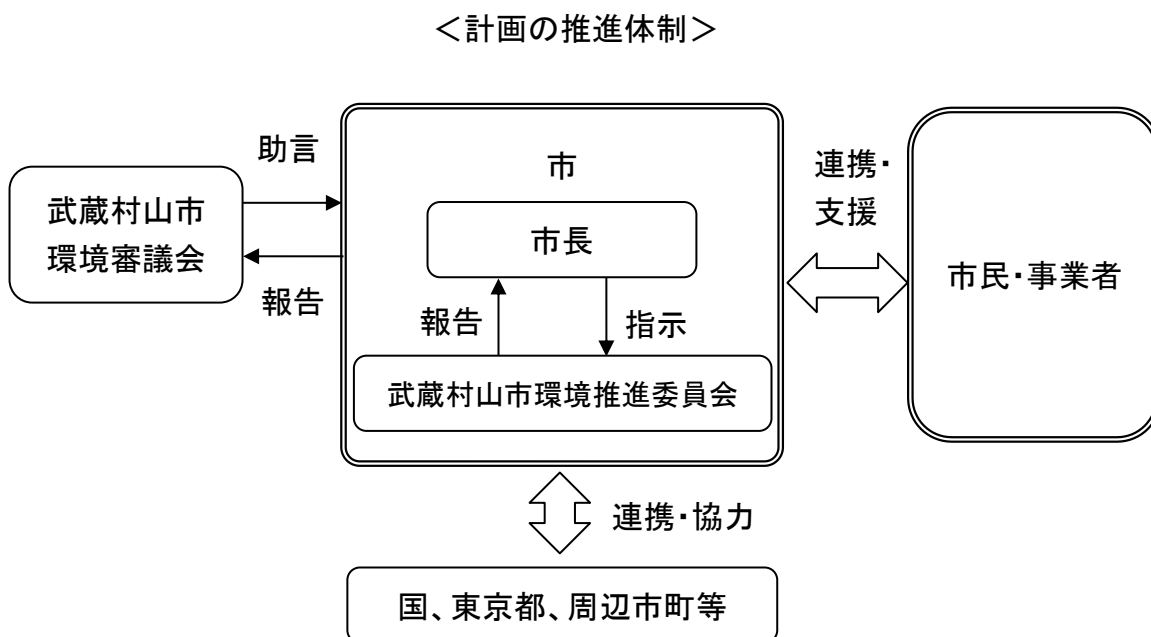 ＜計画の推進体制＞
助言
武蔵村山市
環境審議会
報告
市
市長
報告
指示
武蔵村山市環境推進委員会
連携・
支援
市民・事業者
連携・協力
国、東京都、周辺市町等